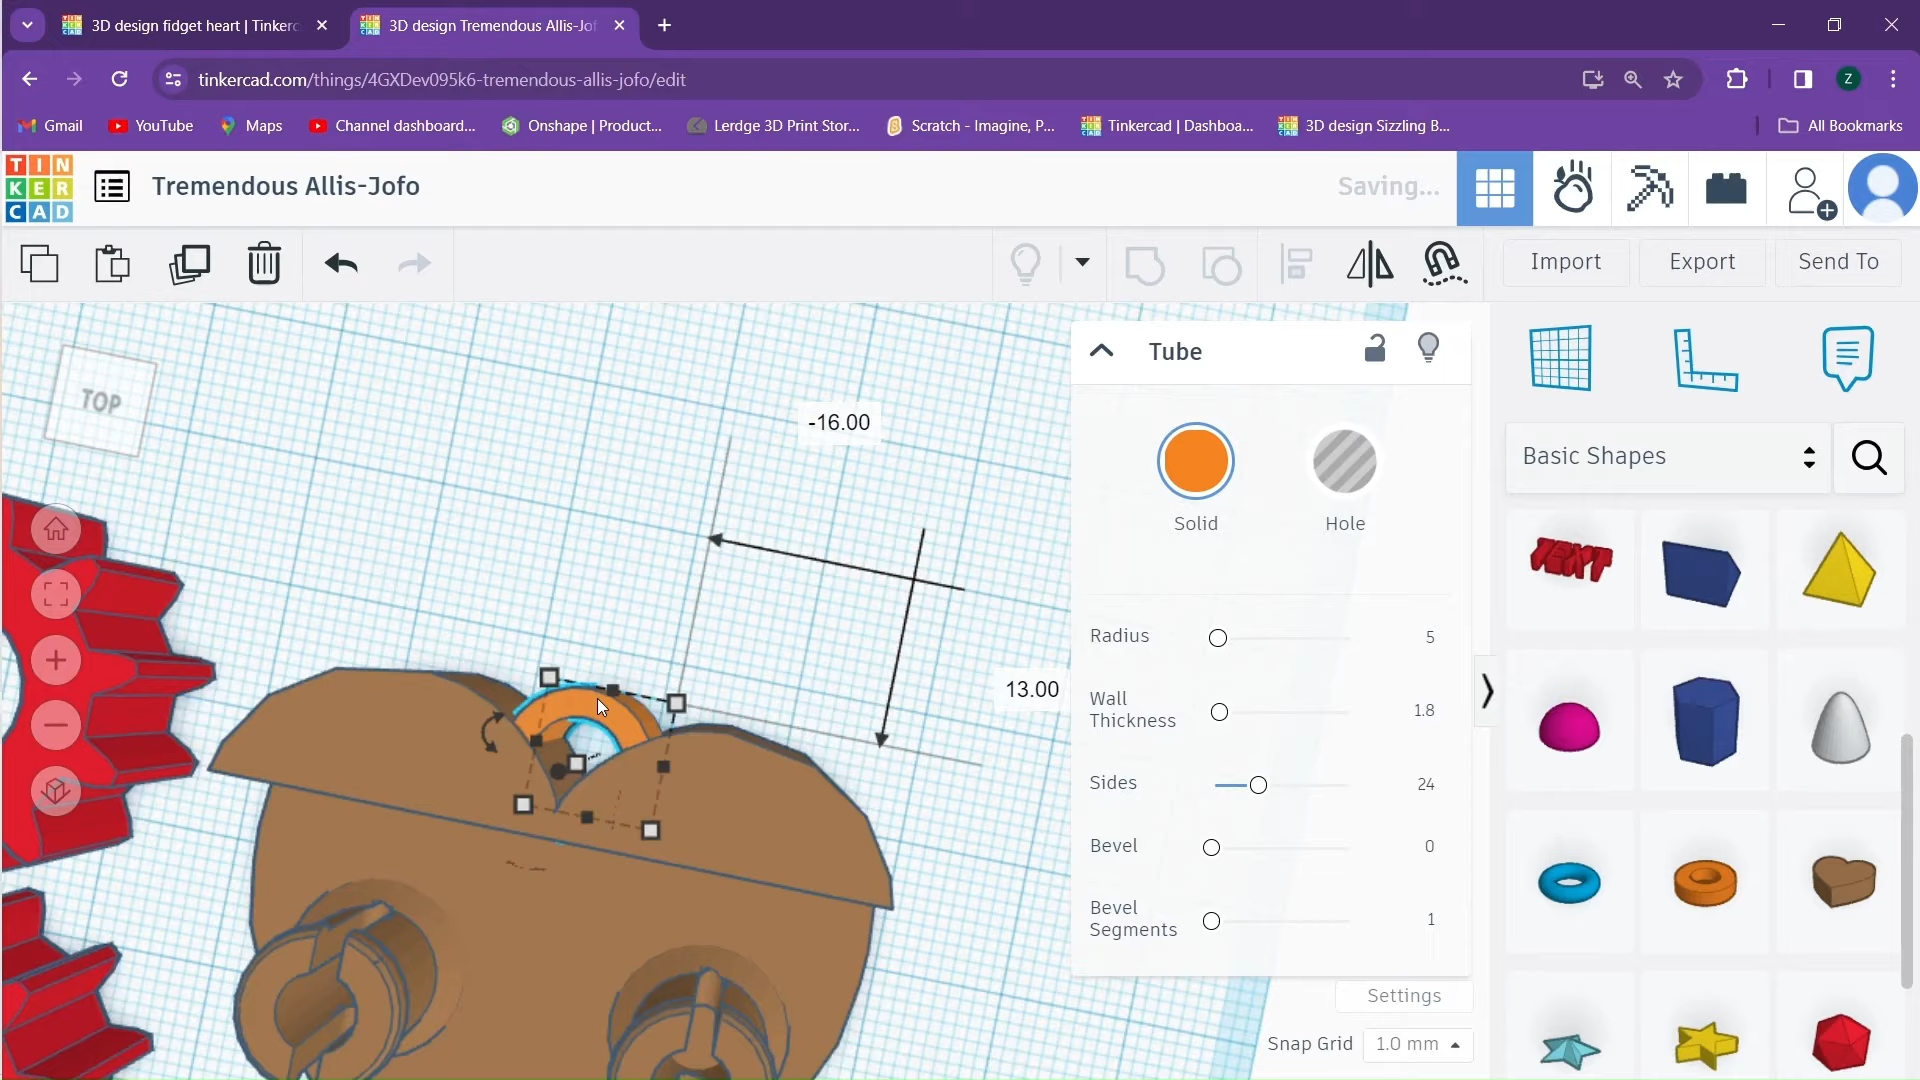 3D design fidget heart | Tinkerc
3D design Tremendous Allis-Jof
tinkercad.com/things/4GXDev095k6-tremendous-allis-jofo/edit
Z
Gmail
YouTube
Maps
Channel dashboard...
Onshape | Product...
Lerdge 3D Print Stor...
Scratch - Imagine, P...
Tinkercad | Dashboa...
3D design Sizzling B...
All Bookmarks
TIN
KER
CAD
Tremendous Allis-Jofo
Saving...
Import
Export
Send To
TOP
-16.00
13.00
Tube
Solid
Hole
Radius
5
Wall
Thickness
1.8
Sides
24
Bevel
0
Bevel
Segments
1
Settings
Snap Grid
1.0 mm
Basic Shapes
TEXT